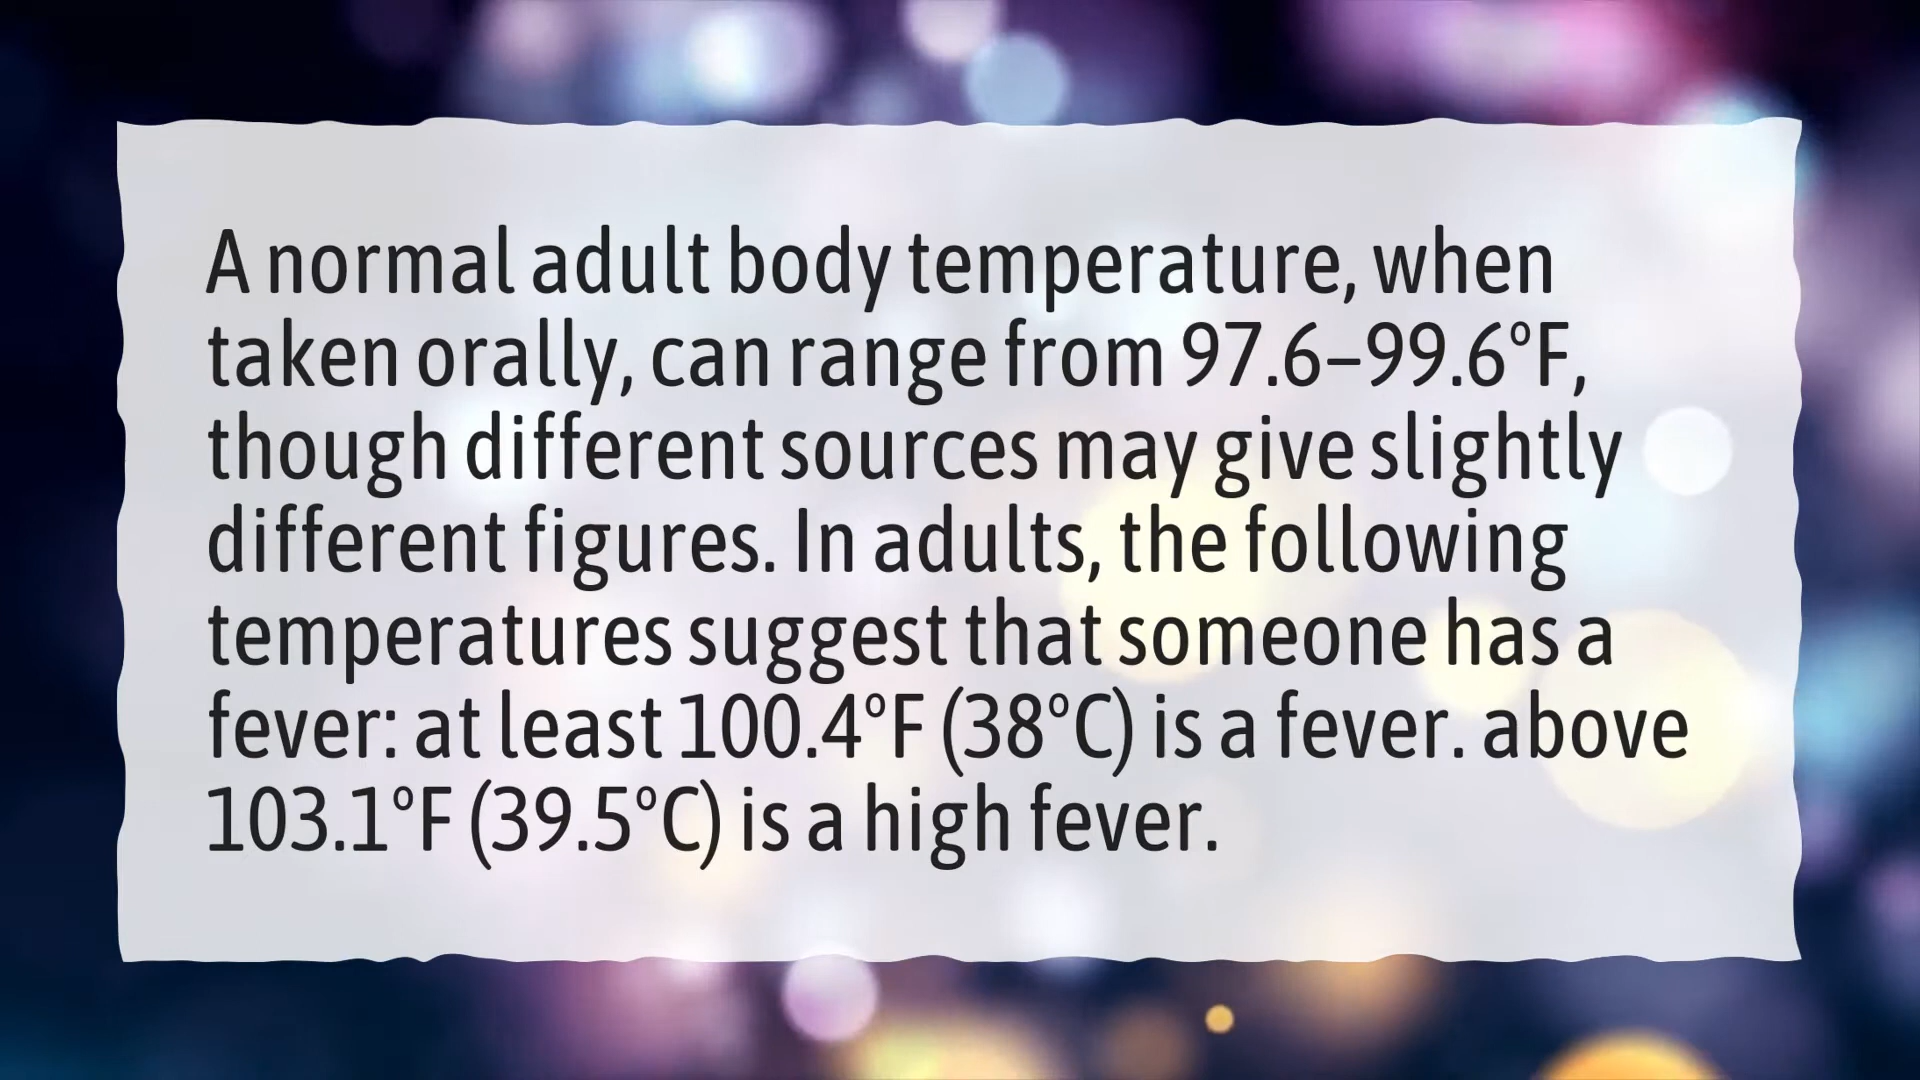 A normal adult body temperature, when
taken orally, can range from 97.6–99.6°F,
though different sources may give slightly
different figures. In adults, the following
temperatures suggest that someone has a
fever: at least 100.4°F (38°C) is a fever. above
103.1°F (39.5°C) is a high fever.